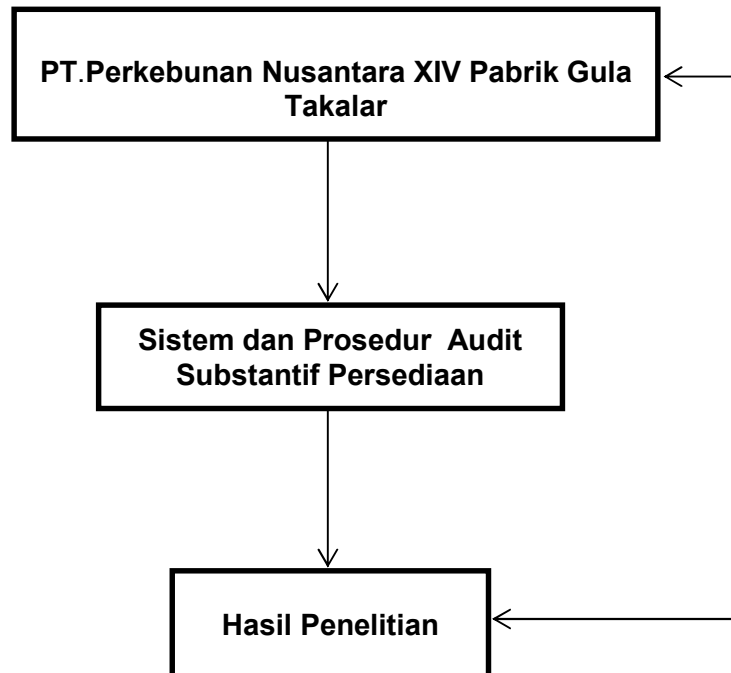 PT.Perkebunan Nusantara XIV Pabrik Gula
Takalar
Sistem dan Prosedur  Audit
Substantif Persediaan
Hasil Penelitian